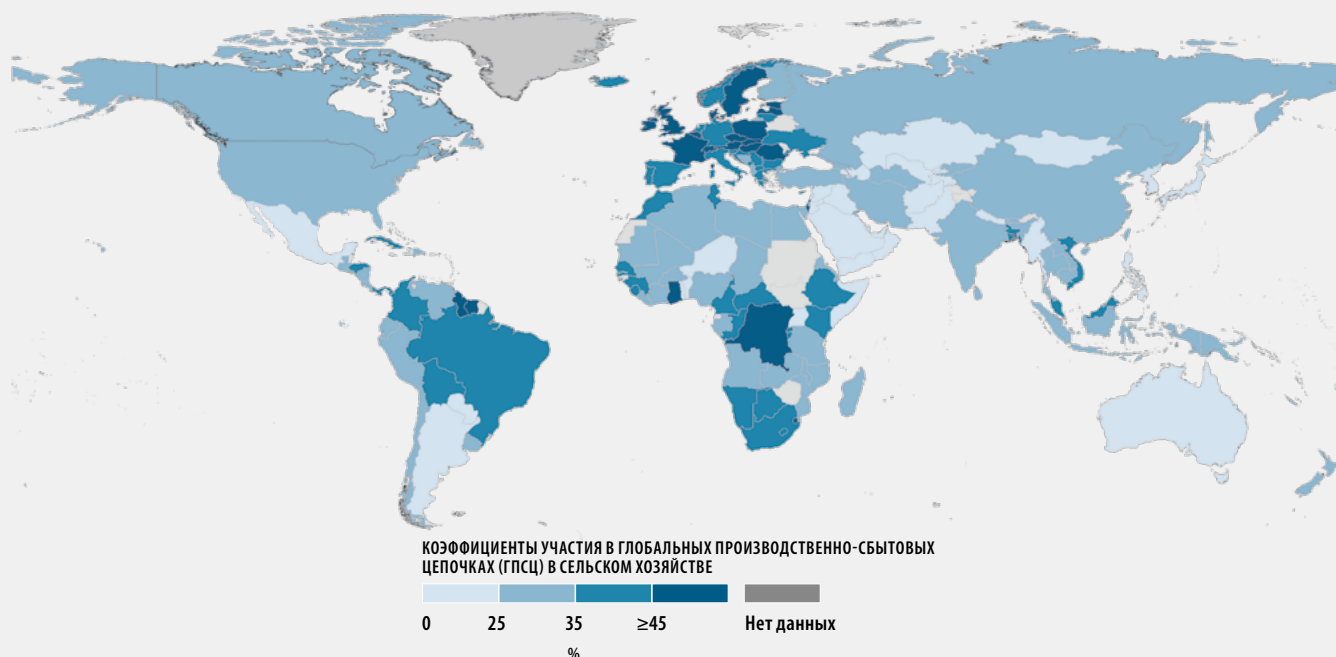 КОЭФФИЦИЕНТЫ УЧАСТИЯ В ГЛОБАЛЬНЫХ ПРОИЗВОДСТВЕННО-СБЫТОВЫХ
ЦЕПОЧКАХ (ГПСЦ) В СЕЛЬСКОМ ХОЗЯЙСТВЕ
0 25 35 ≥45 Нет данных
%